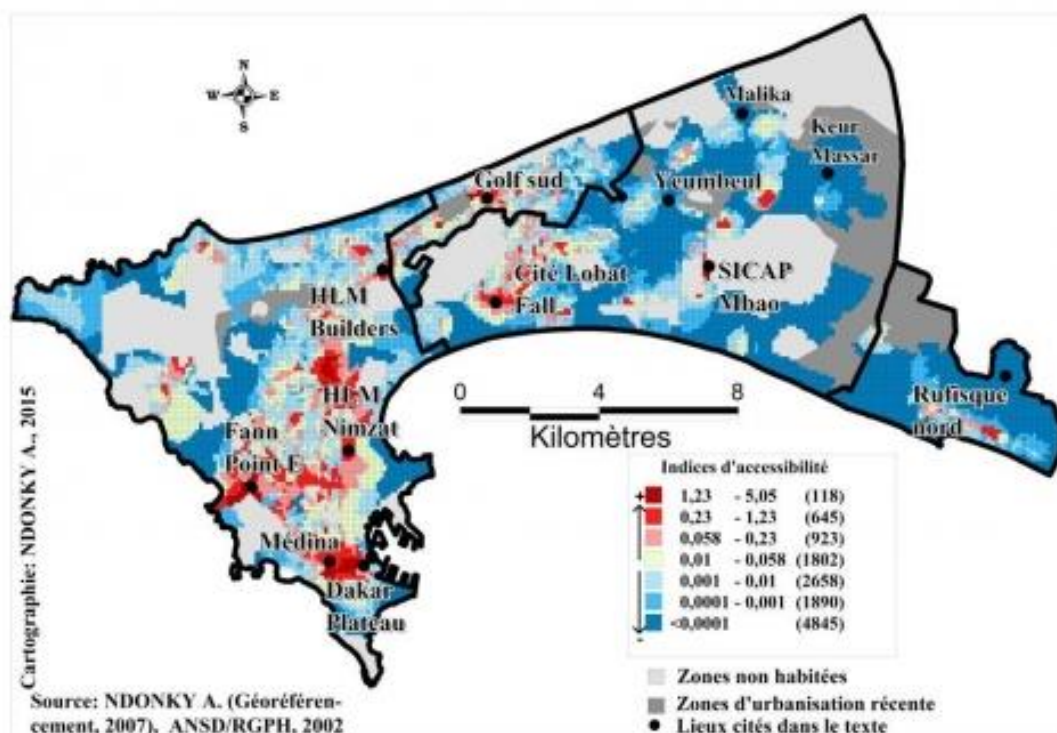 N
W E
S
Malika
Keur
Massar
Golf sud
Yeumbeul
Cité Lobat
Fall
SICAP
Mbao
HLM
Builders
HLM
Nimzat
Fann
Point E
Médina
Dakar
Plateau
Rufisque
nord
0 4 8
Kilomètres
Indices d'accessibilité
+ 1,23 - 5,05 (118)
0,23 - 1,23 (645)
0,058 - 0,23 (923)
0,01 - 0,058 (1802)
0,001 - 0,01 (2658)
0,0001 - 0,001 (1890)
<0,0001 (4845)
-
Zones non habitées
Zones d'urbanisation récente
Lieux cités dans le texte
Cartographie: NDONKY A., 2015
Source: NDONKY A. (Géoréféren-
cement, 2007), ANSD/RGPH, 2002